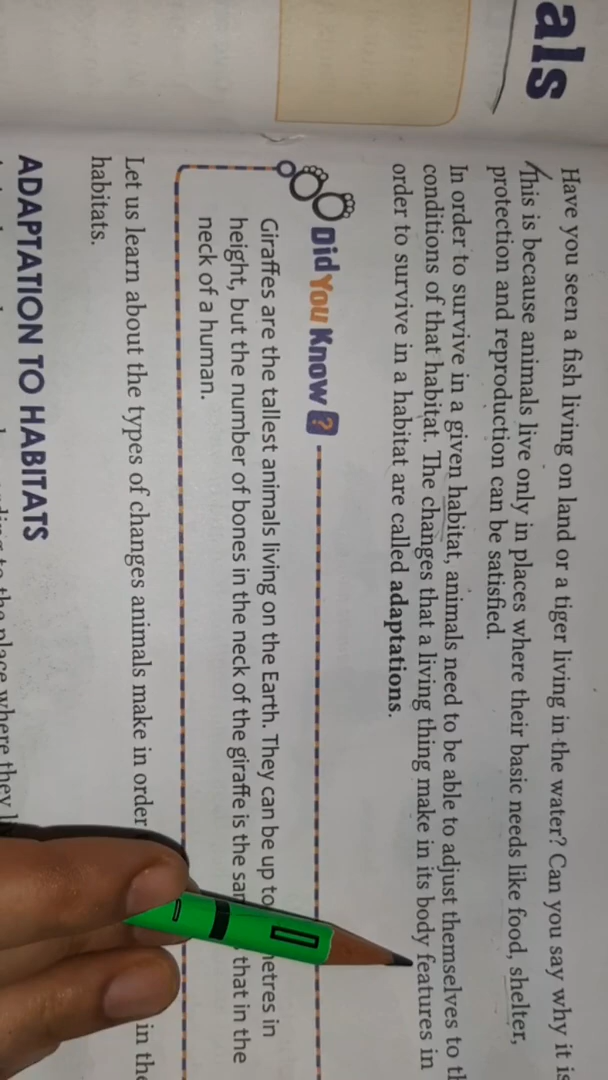 als
Have you seen a fish living on land or a tiger living in the water? Can you say why it is
This is because animals live only in places where their basic needs like food, shelter,
protection and reproduction can be satisfied.
In order to survive in a given habitat, animals need to be able to adjust themselves to
conditions of that habitat. The changes that a living thing make in its body features in
order to survive in a habitat are called adaptations.
Did You Know ?
Giraffes are the tallest animals living on the Earth. They can be up to
height, but the number of bones in the neck of the giraffe is the that in the
neck of a human.
Let us learn about the types of changes animals make in order in
habitats.
ADAPTATION TO HABITATS
to the place where they